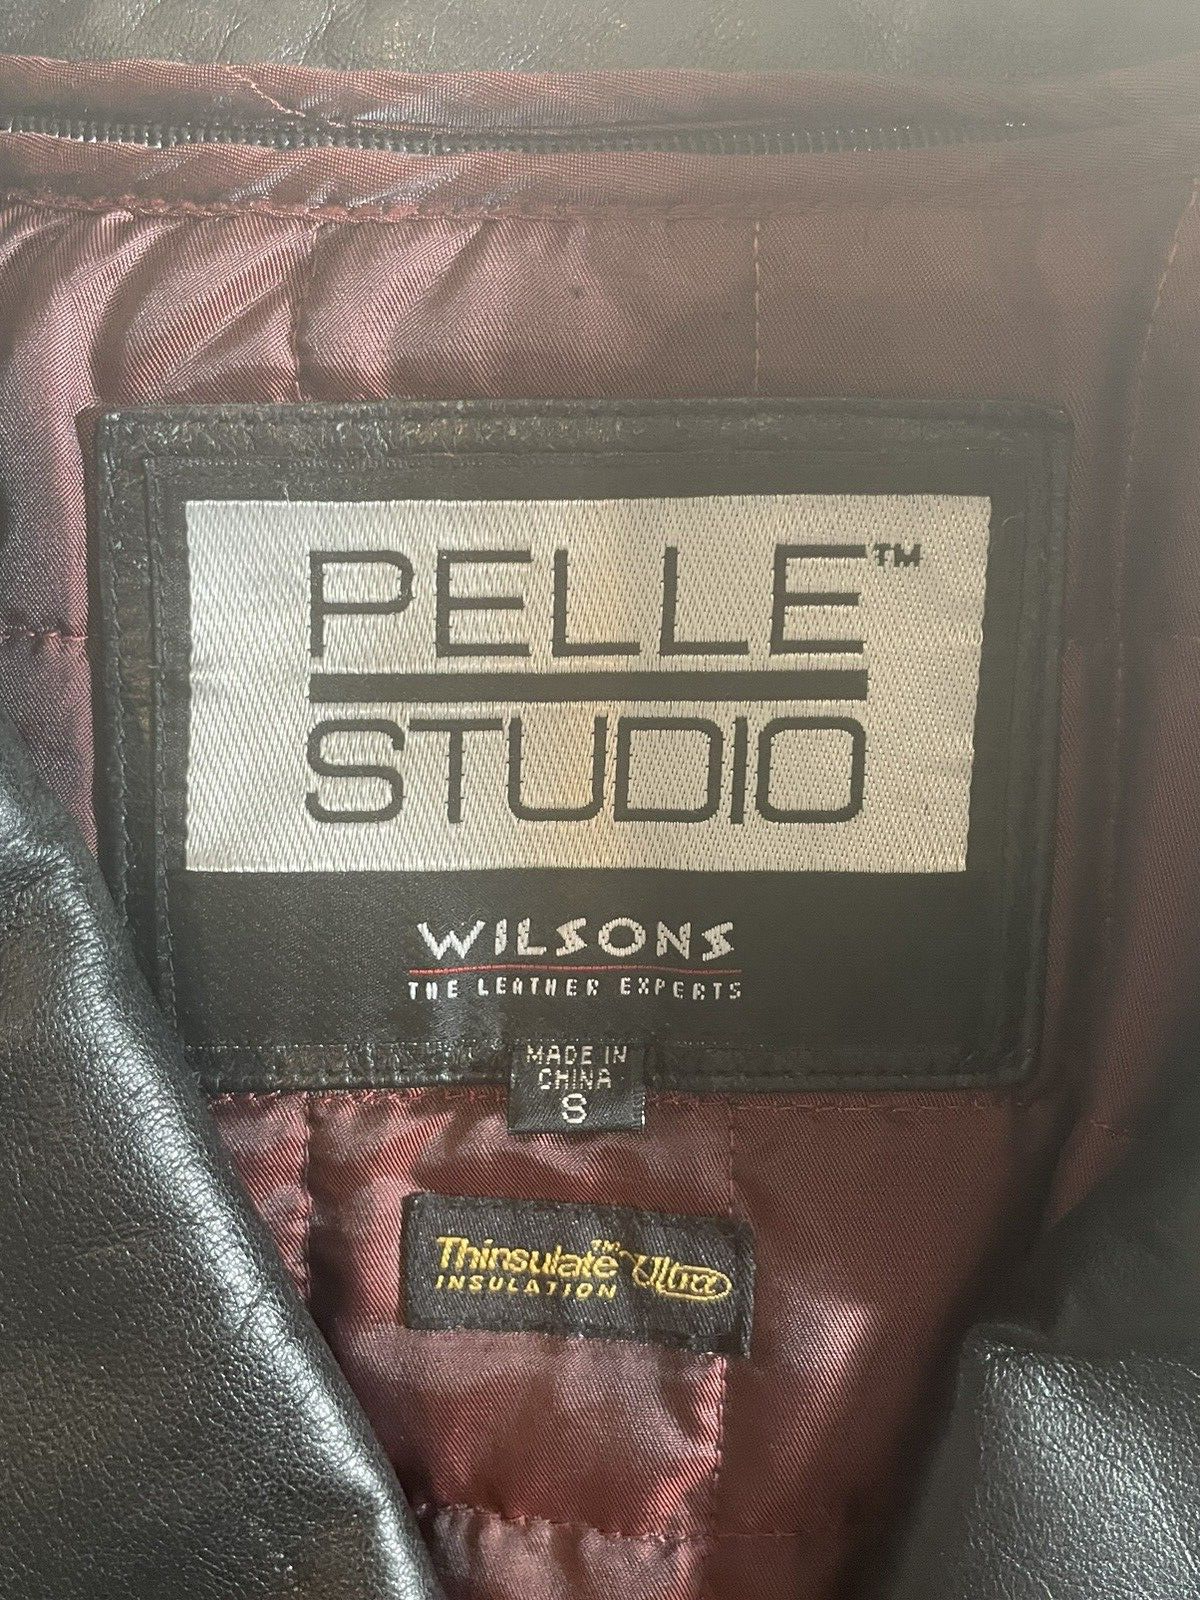 PELLE™
STUDIO
WILSONS
THE LEATHER EXPERTS
MADE IN
CHINA
S
Thinsulate™ Ultra
INSULATION